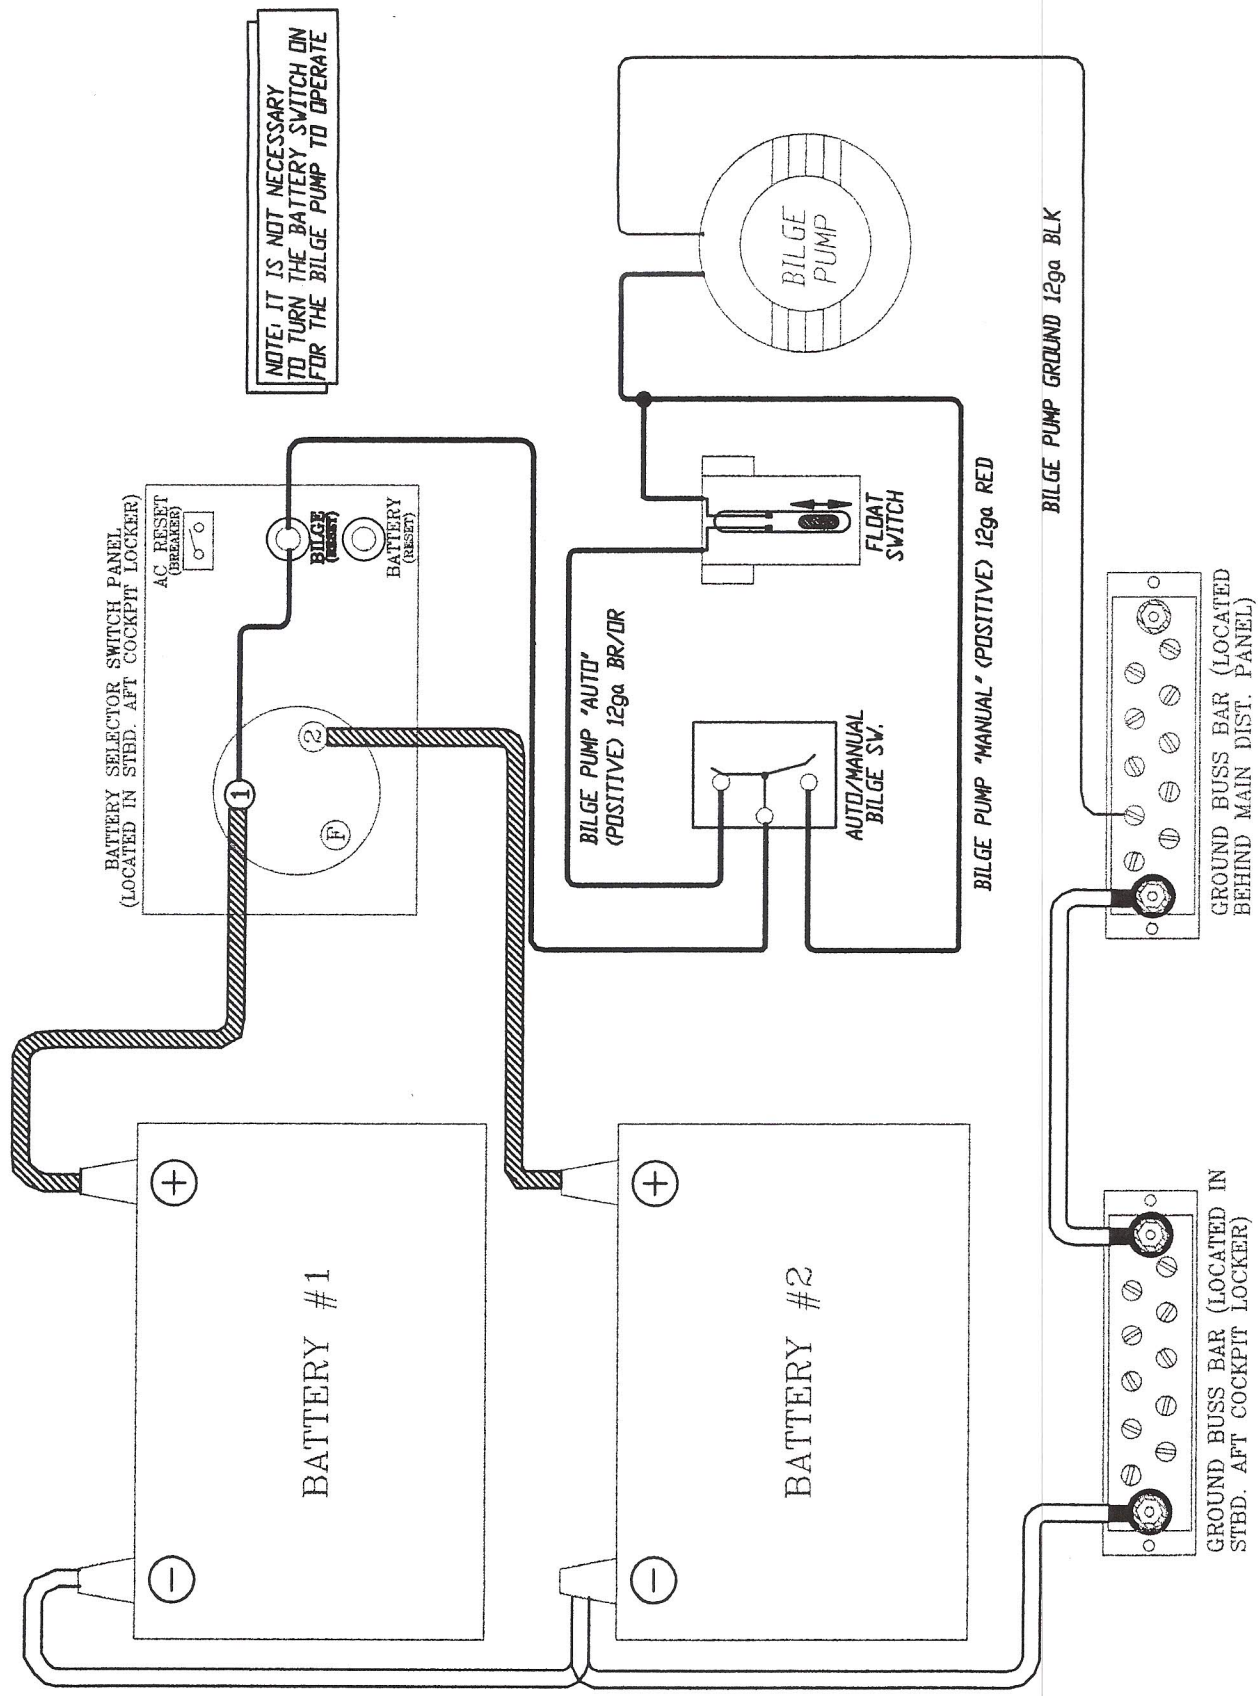 NOTE: IT IS NOT NECESSARY
TO TURN THE BATTERY SWITCH ON
FOR THE BILGE PUMP TO OPERATE
BATTERY SELECTOR SWITCH PANEL
(LOCATED IN STBD. AFT COCKPIT LOCKER)
AC RESET
(BREAKER)
BILGE
(RESET)
BATTERY
(RESET)
1
2
F
BATTERY #1
+
-
BATTERY #2
+
-
BILGE PUMP "AUTO"
(POSITIVE) 12ga BR/OR
AUTO/MANUAL
BILGE SW.
FLOAT
SWITCH
BILGE
PUMP
BILGE PUMP "MANUAL" (POSITIVE) 12ga RED
BILGE PUMP GROUND 12ga BLK
GROUND BUSS BAR (LOCATED IN
STBD. AFT COCKPIT LOCKER)
GROUND BUSS BAR (LOCATED
BEHIND MAIN DIST. PANEL)